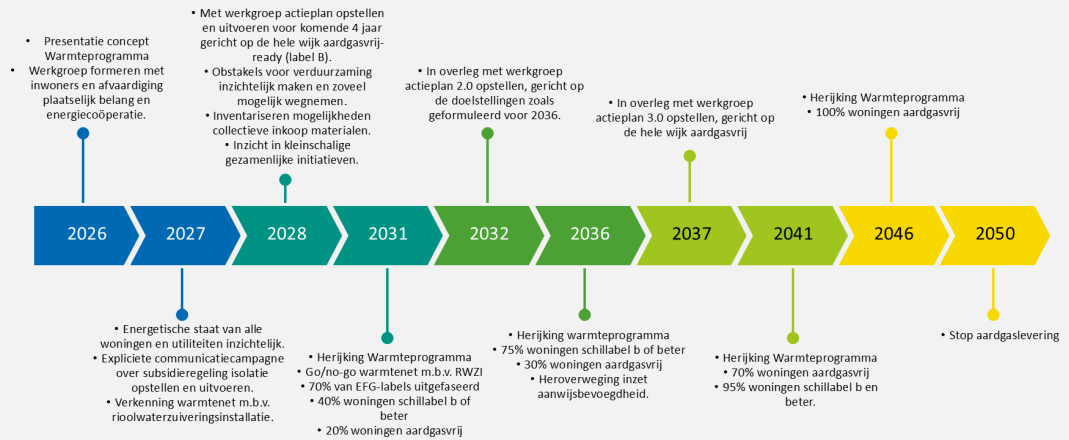 • Presentatie concept
Warmteprogramma
• Werkgroep formeren met
inwoners en afvaardiging
plaatselijk belang en
energiecoöperatie.
• Met werkgroep actieplan opstellen
en uitvoeren voor komende 4 jaar
gericht op de hele wijk aardgasvrij-
ready (label B).
• Obstakels voor verduurzaming
inzichtelijk maken en zoveel
mogelijk wegnemen.
• Inventariseren mogelijkheden
collectieve inkoop materialen.
• Inzicht in kleinschalige
gezamenlijke initiatieven.
• In overleg met werkgroep
actieplan 2.0 opstellen, gericht op
de doelstellingen zoals
geformuleerd voor 2036.
• In overleg met werkgroep
actieplan 3.0 opstellen, gericht op
de hele wijk aardgasvrij
• Herijking Warmteprogramma
• 100% woningen aardgasvrij
2026 2027 2028 2031 2032 2036 2037 2041 2046 2050
• Energetische staat van alle
woningen en utiliteiten inzichtelijk.
• Expliciete communicatiecampagne
over subsidieregeling isolatie
opstellen en uitvoeren.
• Verkenning warmtenet m.b.v.
rioolwaterzuiveringsinstallatie.
• Herijking Warmteprogramma
• Go/no-go warmtenet m.b.v. RWZI
• 70% van EFG-labels uitgefaseerd
• 40% woningen schillabel b of
beter
• 20% woningen aardgasvrij
• Herijking warmteprogramma
• 75% woningen schillabel b of beter
• 30% woningen aardgasvrij
• Heroverweging inzet
aanwijsbevoegdheid.
• Herijking Warmteprogramma
• 70% woningen aardgasvrij
• 95% woningen schillabel b en
beter.
• Stop aardgaslevering